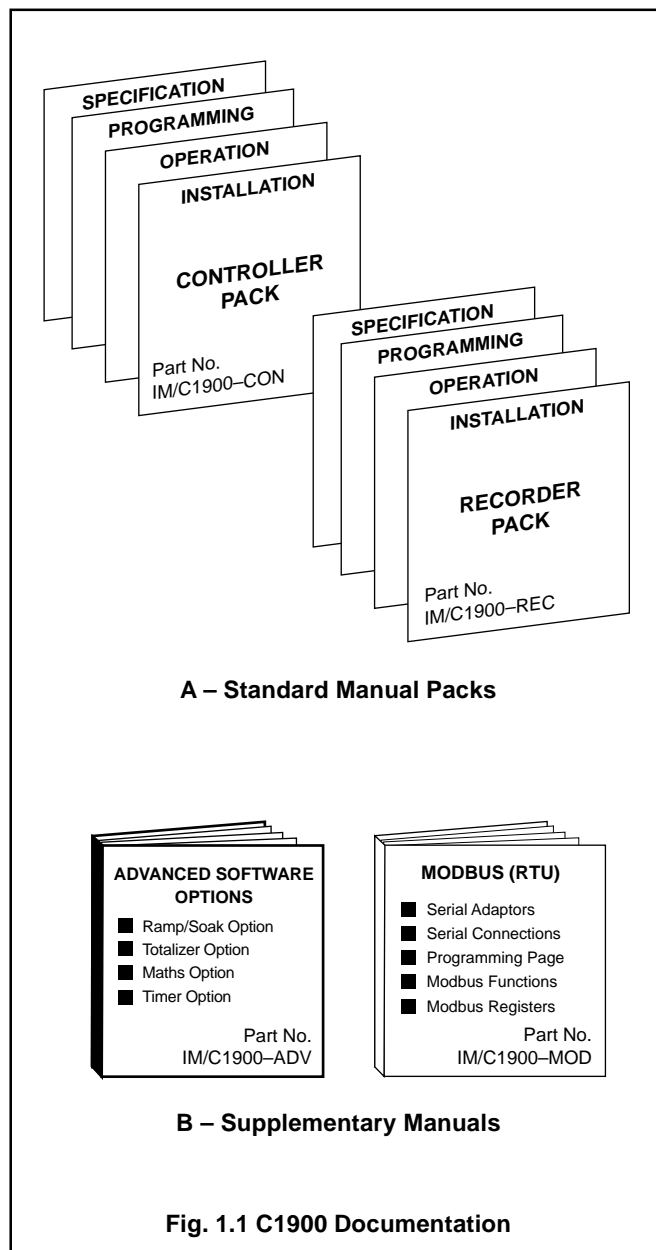 SPECIFICATION
PROGRAMMING
OPERATION
INSTALLATION
CONTROLLER
PACK
Part No.
IM/C1900–CON
SPECIFICATION
PROGRAMMING
OPERATION
INSTALLATION
RECORDER
PACK
Part No.
IM/C1900–REC
A – Standard Manual Packs
ADVANCED SOFTWARE
OPTIONS
Ramp/Soak Option
Totalizer Option
Maths Option
Timer Option
Part No.
IM/C1900–ADV
MODBUS (RTU)
Serial Adaptors
Serial Connections
Programming Page
Modbus Functions
Modbus Registers
Part No.
IM/C1900–MOD
B – Supplementary Manuals
Fig. 1.1 C1900 Documentation